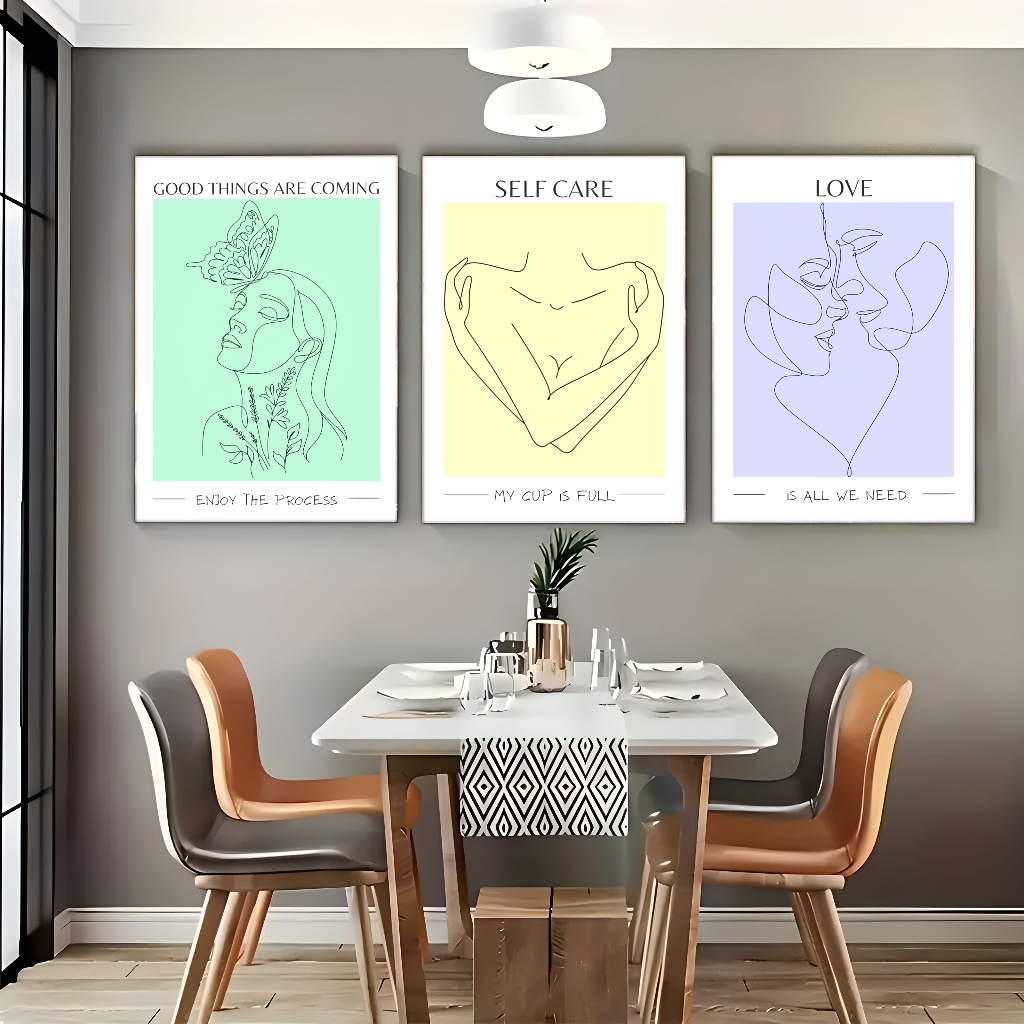 GOOD THINGS ARE COMING
ENJOY THE PROCESS
SELF CARE
MY CUP IS FULL
LOVE
IS ALL WE NEED